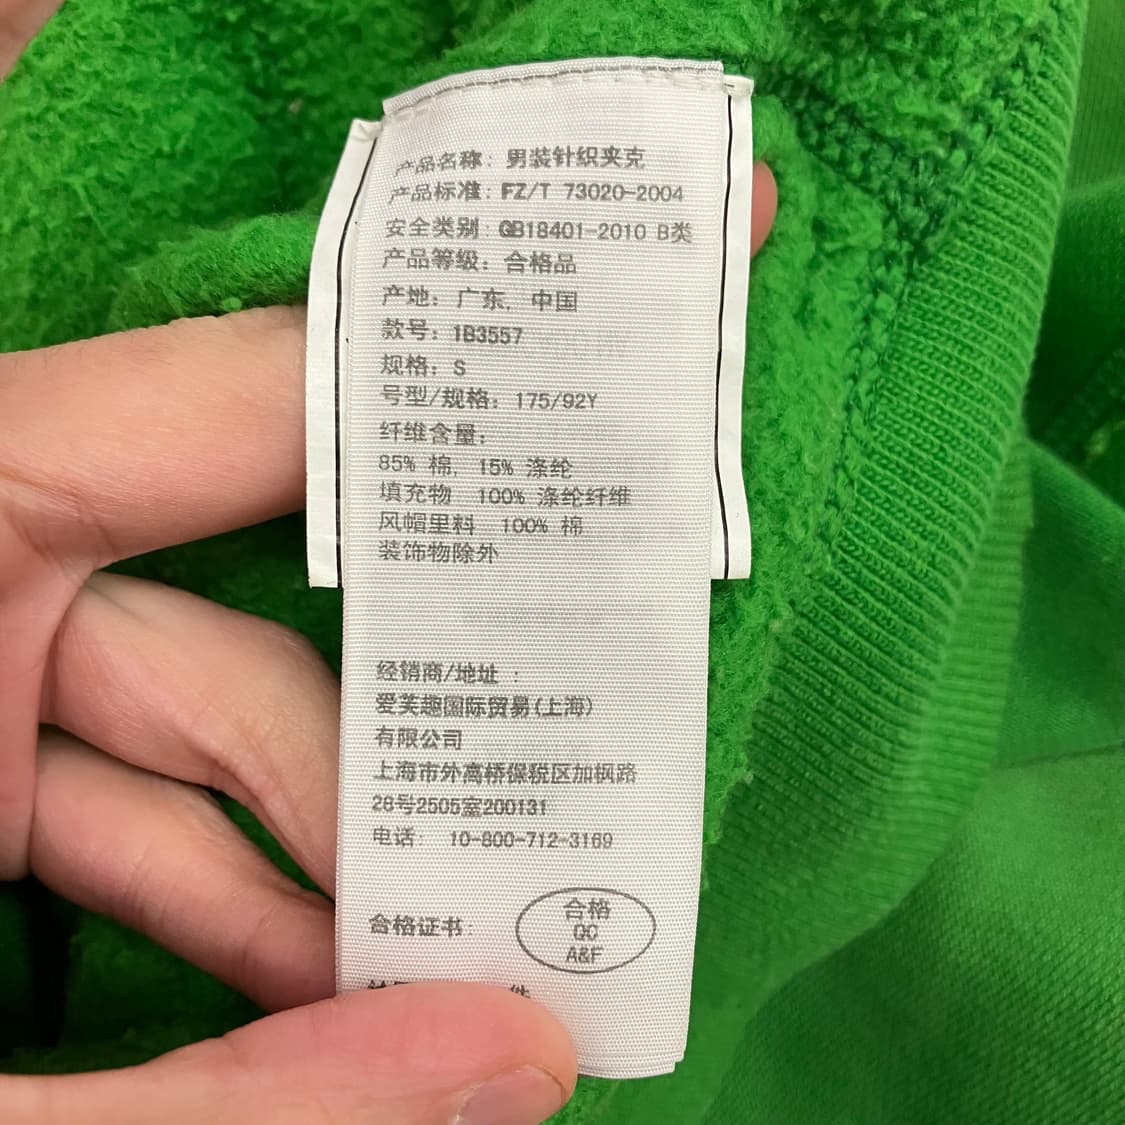 产品名称: 男装针织夹克
产品标准: FZ/T 73020-2004
安全类别: GB18401-2010 B类
产品等级: 合格品
产地: 广东, 中国
款号: 1B3557
规格: S
号型/规格: 175/92Y
纤维含量:
85% 棉, 15% 涤纶
填充物 100% 涤纶纤维
风帽里料 100% 棉
装饰物除外
经销商/地址 :
爱芙趣国际贸易(上海)
有限公司
上海市外高桥保税区加枫路
28号2505室200131
电话: 10-800-712-3169
合格证书:
合格
QC
A&F